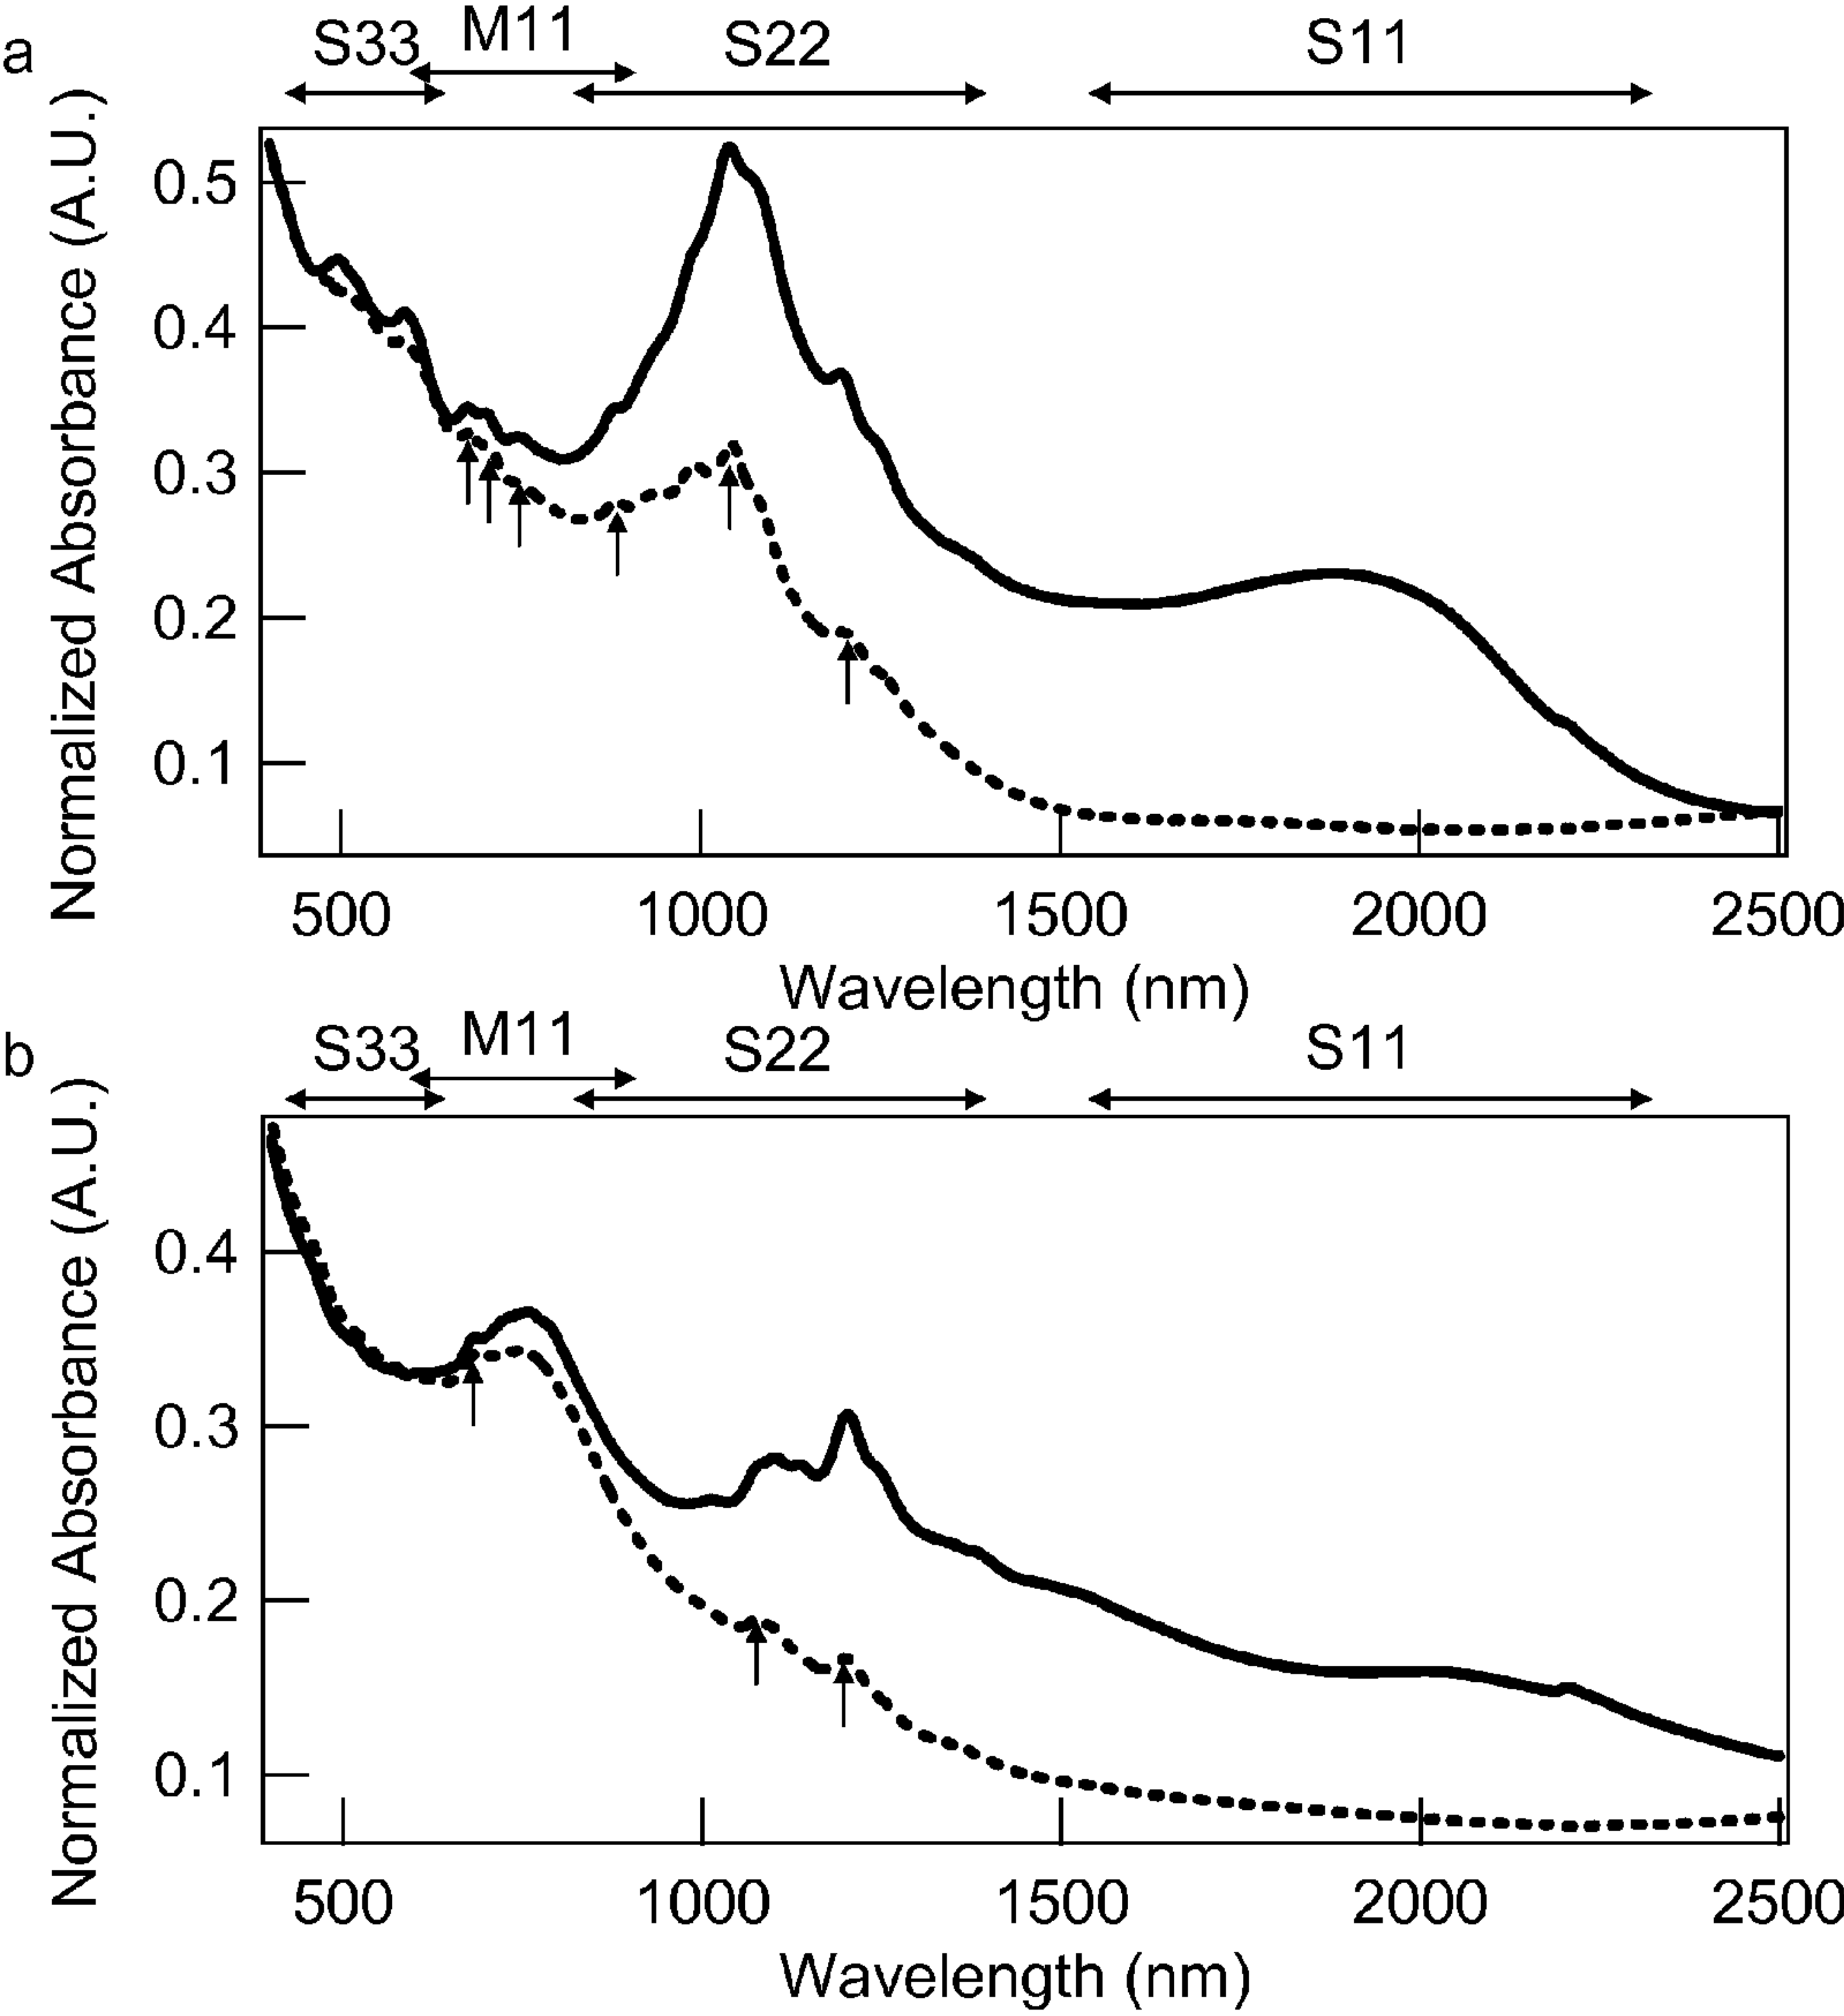 a
S33 M11 S22 S11
Normalized Absorbance (A.U.)
0.5
0.4
0.3
0.2
0.1
500 1000 1500 2000 2500
Wavelength (nm)
b
S33 M11 S22 S11
Normalized Absorbance (A.U.)
0.4
0.3
0.2
0.1
500 1000 1500 2000 2500
Wavelength (nm)